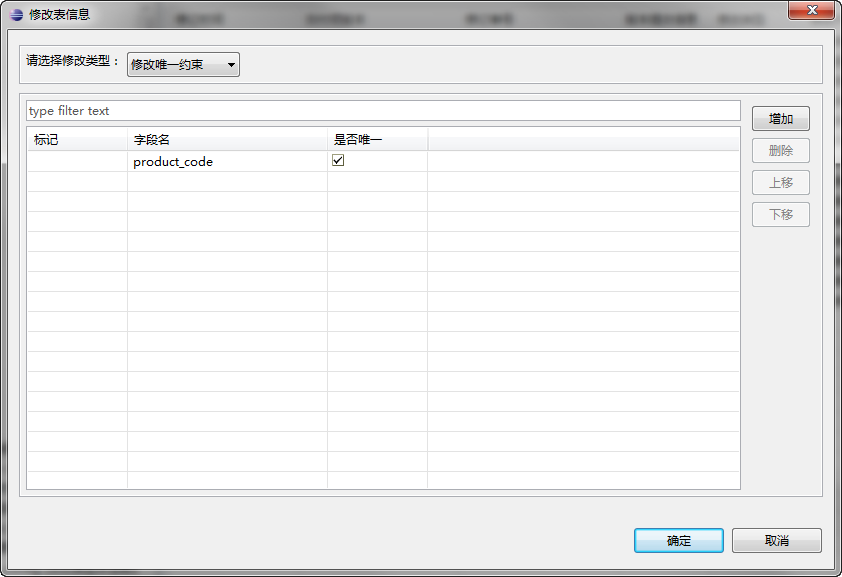 修改表信息
请选择修改类型：
修改唯一约束
type filter text
标记 字段名 是否唯一
product_code
增加
删除
上移
下移
确定
取消